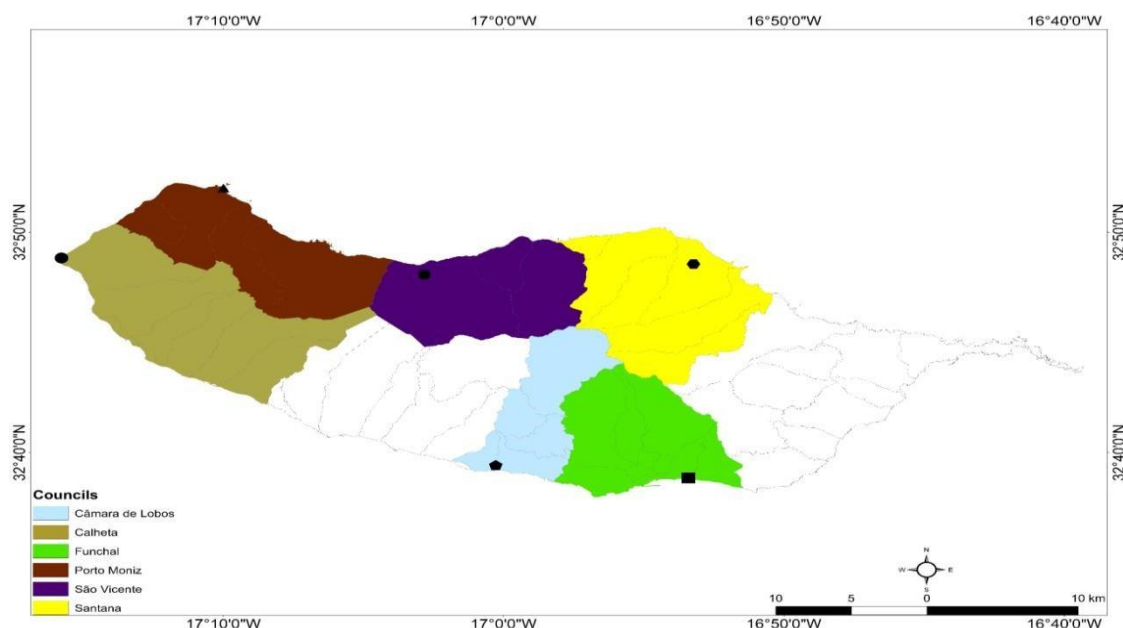 17°10'0"W 17°0'0"W 16°50'0"W 16°40'0"W
32°50'0"N 32°50'0"N
32°40'0"N 32°40'0"N
Councils
Câmara de Lobos
Calheta
Funchal
Porto Moniz
São Vicente
Santana
N
W E
S
10 5 0 10 km
17°10'0"W 17°0'0"W 16°50'0"W 16°40'0"W